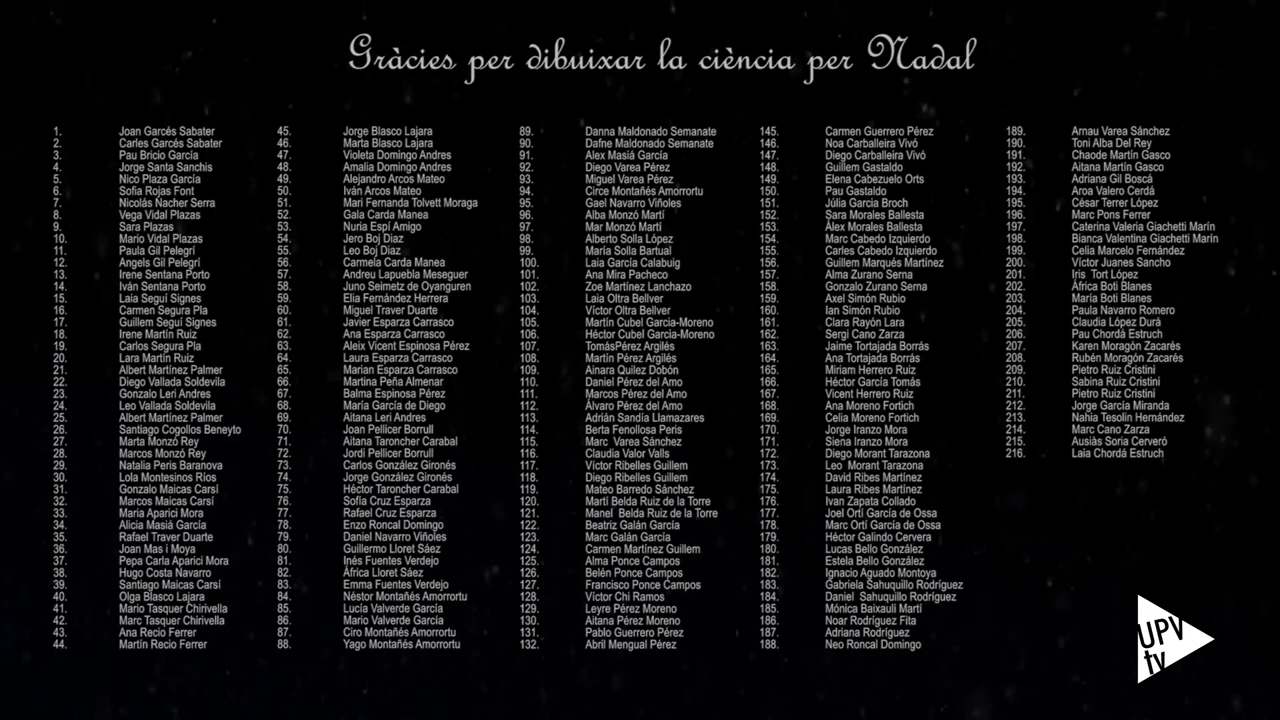 Gràcies per dibuixar la ciència per Nadal
1. Joan Garcés Sabater
2. Carles Garcés Sabater
3. Pau Bricio García
4. Jorge Santa Sanchis
5. Nico Plaza García
6. Sofia Rojas Font
7. Nicolás Nacher Serra
8. Vega Vidal Plazas
9. Sara Plazas
10. Mario Vidal Plazas
11. Paula Gil Pelegrí
12. Angels Gil Pelegrí
13. Irene Sentana Porto
14. Iván Sentana Porto
15. Laia Seguí Signes
16. Carmen Segura Pla
17. Guillem Seguí Signes
18. Irene Martín Ruiz
19. Carlos Segura Pla
20. Lara Martín Ruiz
21. Albert Martínez Palmer
22. Diego Vallada Soldevila
23. Gonzalo Leri Andres
24. Leo Vallada Soldevila
25. Albert Martínez Palmer
26. Santiago Cogollos Beneyto
27. Marta Monzó Rey
28. Marcos Monzó Rey
29. Natalia Peris Baranova
30. Lola Montesinos Ríos
31. Gonzalo Maicas Carsí
32. Marcos Maicas Carsí
33. Maria Aparici Mora
34. Alicia Masiá García
35. Rafael Traver Duarte
36. Joan Mas i Moya
37. Pepa Carla Aparici Mora
38. Hugo Costa Navarro
39. Santiago Maicas Carsí
40. Olga Blasco Lajara
41. Mario Tasquer Chirivella
42. Marc Tasquer Chirivella
43. Ana Recio Ferrer
44. Martín Recio Ferrer
45. Jorge Blasco Lajara
46. Marta Blasco Lajara
47. Violeta Domingo Andres
48. Amalia Domingo Andres
49. Alejandro Arcos Mateo
50. Iván Arcos Mateo
51. Mari Fernanda Tolvett Moraga
52. Gala Carda Manea
53. Nuria Espí Amigo
54. Jero Boj Diaz
55. Leo Boj Diaz
56. Carmela Carda Manea
57. Andreu Lapuebla Meseguer
58. Juno Seimetz de Oyanguren
59. Elia Fernández Herrera
60. Miguel Traver Duarte
61. Javier Esparza Carrasco
62. Ana Esparza Carrasco
63. Aleix Vicent Espinosa Pérez
64. Laura Esparza Carrasco
65. Marian Esparza Carrasco
66. Martina Peña Almenar
67. Balma Espinosa Pérez
68. María García de Diego
69. Aitana Leri Andres
70. Joan Pellicer Borrull
71. Aitana Taroncher Carabal
72. Jordi Pellicer Borrull
73. Carlos González Gironés
74. Jorge González Gironés
75. Héctor Taroncher Carabal
76. Sofía Cruz Esparza
77. Rafael Cruz Esparza
78. Enzo Roncal Domingo
79. Daniel Navarro Viñoles
80. Guillermo Lloret Sáez
81. Inés Fuentes Verdejo
82. África Lloret Sáez
83. Emma Fuentes Verdejo
84. Néstor Montañés Amorrortu
85. Lucía Valverde García
86. Mario Valverde García
87. Ciro Montañés Amorrortu
88. Yago Montañés Amorrortu
89. Danna Maldonado Semanate
90. Dafne Maldonado Semanate
91. Alex Masiá García
92. Diego Varea Pérez
93. Miguel Varea Pérez
94. Circe Montañés Amorrortu
95. Gael Navarro Viñoles
96. Alba Monzó Martí
97. Mar Monzó Martí
98. Alberto Solla López
99. María Solla Bartual
100. Laia García Calabuig
101. Ana Mira Pacheco
102. Zoe Martínez Lanchazo
103. Laia Oltra Bellver
104. Víctor Oltra Bellver
105. Martín Cubel Garcia-Moreno
106. Héctor Cubel Garcia-Moreno
107. TomásPérez Argilés
108. Martín Pérez Argilés
109. Ainara Quilez Dobón
110. Daniel Pérez del Amo
111. Marcos Pérez del Amo
112. Álvaro Pérez del Amo
113. Adrián Sandía Llamazares
114. Berta Fenollosa Peris
115. Marc Varea Sánchez
116. Claudia Valor Valls
117. Víctor Ribelles Guillem
118. Diego Ribelles Guillem
119. Mateo Barredo Sánchez
120. Martí Belda Ruiz de la Torre
121. Manel Belda Ruiz de la Torre
122. Beatriz Galán García
123. Marc Galán García
124. Carmen Martínez Guillem
125. Alma Ponce Campos
126. Belén Ponce Campos
127. Francisco Ponce Campos
128. Víctor Chi Ramos
129. Leyre Pérez Moreno
130. Aitana Pérez Moreno
131. Pablo Guerrero Pérez
132. Abril Mengual Pérez
145. Carmen Guerrero Pérez
146. Noa Carballeira Vivó
147. Diego Carballeira Vivó
148. Guillem Gastaldo
149. Elena Cabezuelo Orts
150. Pau Gastaldo
151. Júlia Garcia Broch
152. Sara Morales Ballesta
153. Alex Morales Ballesta
154. Marc Cabedo Izquierdo
155. Carles Cabedo Izquierdo
156. Guillem Marqués Martínez
157. Alma Zurano Serna
158. Gonzalo Zurano Serna
159. Axel Simón Rubio
160. Ian Simón Rubio
161. Clara Rayón Lara
162. Sergi Cano Zarza
163. Jaime Tortajada Borrás
164. Ana Tortajada Borrás
165. Miriam Herrero Ruiz
166. Héctor García Tomás
167. Vicent Herrero Ruiz
168. Ana Moreno Fortich
169. Celia Moreno Fortich
170. Jorge Iranzo Mora
171. Siena Iranzo Mora
172. Diego Morant Tarazona
173. Leo Morant Tarazona
174. David Ribes Martínez
175. Laura Ribes Martínez
176. Ivan Zapata Collado
177. Joel Ortí García de Ossa
178. Marc Ortí García de Ossa
179. Héctor Galindo Cervera
180. Lucas Bello González
181. Estela Bello González
182. Ignacio Aguado Montoya
183. Gabriela Sahuquillo Rodríguez
184. Daniel Sahuquillo Rodríguez
185. Mónica Baixauli Martí
186. Noar Rodríguez Fita
187. Adriana Rodríguez
188. Neo Roncal Domingo
189. Arnau Varea Sánchez
190. Toni Alba Del Rey
191. Chaode Martín Gasco
192. Aitana Martín Gasco
193. Adriana Gil Boscá
194. Aroa Valero Cerdá
195. César Terrer López
196. Marc Pons Ferrer
197. Caterina Valeria Giachetti Marín
198. Bianca Valentina Giachetti Marín
199. Celia Marcelo Fernández
200. Víctor Juanes Sancho
201. Iris Tort López
202. África Boti Blanes
203. María Boti Blanes
204. Paula Navarro Romero
205. Claudia López Durá
206. Pau Chordá Estruch
207. Karen Moragón Zacarés
208. Rubén Moragón Zacarés
209. Pietro Ruiz Cristini
210. Sabina Ruiz Cristini
211. Pietro Ruiz Cristini
212. Jorge García Miranda
213. Nahia Tesolin Hernández
214. Marc Cano Zarza
215. Ausiàs Soria Cerveró
216. Laia Chordá Estruch
UPV
tv